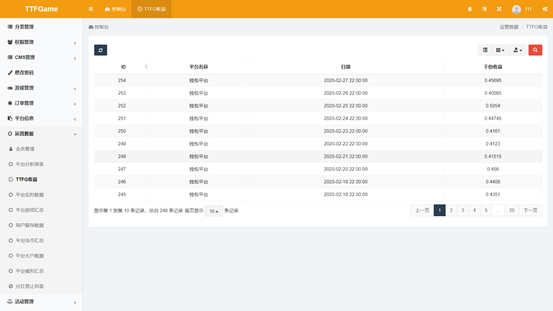 TTFGame
控制台
TTFG收益
111
分类管理
权限管理
CMS管理
修改密码
游戏管理
订单管理
平台信息
运营数据
会员管理
平台分析报表
TTFG收益
平台实时数据
平台游戏汇总
用户留存数据
平台法币汇总
平台大户数据
平台福利汇总
分红禁止列表
活动管理
控制台
运营数据 / TTFG收益
ID 平台名称 日期 千份收益
254 钱包平台 2020-02-27 22:00:00 0.45695
253 钱包平台 2020-02-26 22:00:00 0.40565
252 钱包平台 2020-02-25 22:00:00 0.5054
251 钱包平台 2020-02-24 22:00:00 0.44745
250 钱包平台 2020-02-23 22:00:00 0.4161
249 钱包平台 2020-02-22 22:00:00 0.4123
248 钱包平台 2020-02-21 22:00:00 0.41515
247 钱包平台 2020-02-20 22:00:00 0.456
246 钱包平台 2020-02-19 22:00:00 0.4408
245 钱包平台 2020-02-18 22:00:00 0.4351
显示第 1 到第 10 条记录，总共 248 条记录 每页显示 10 条记录
上一页 1 2 3 4 5 ... 25 下一页